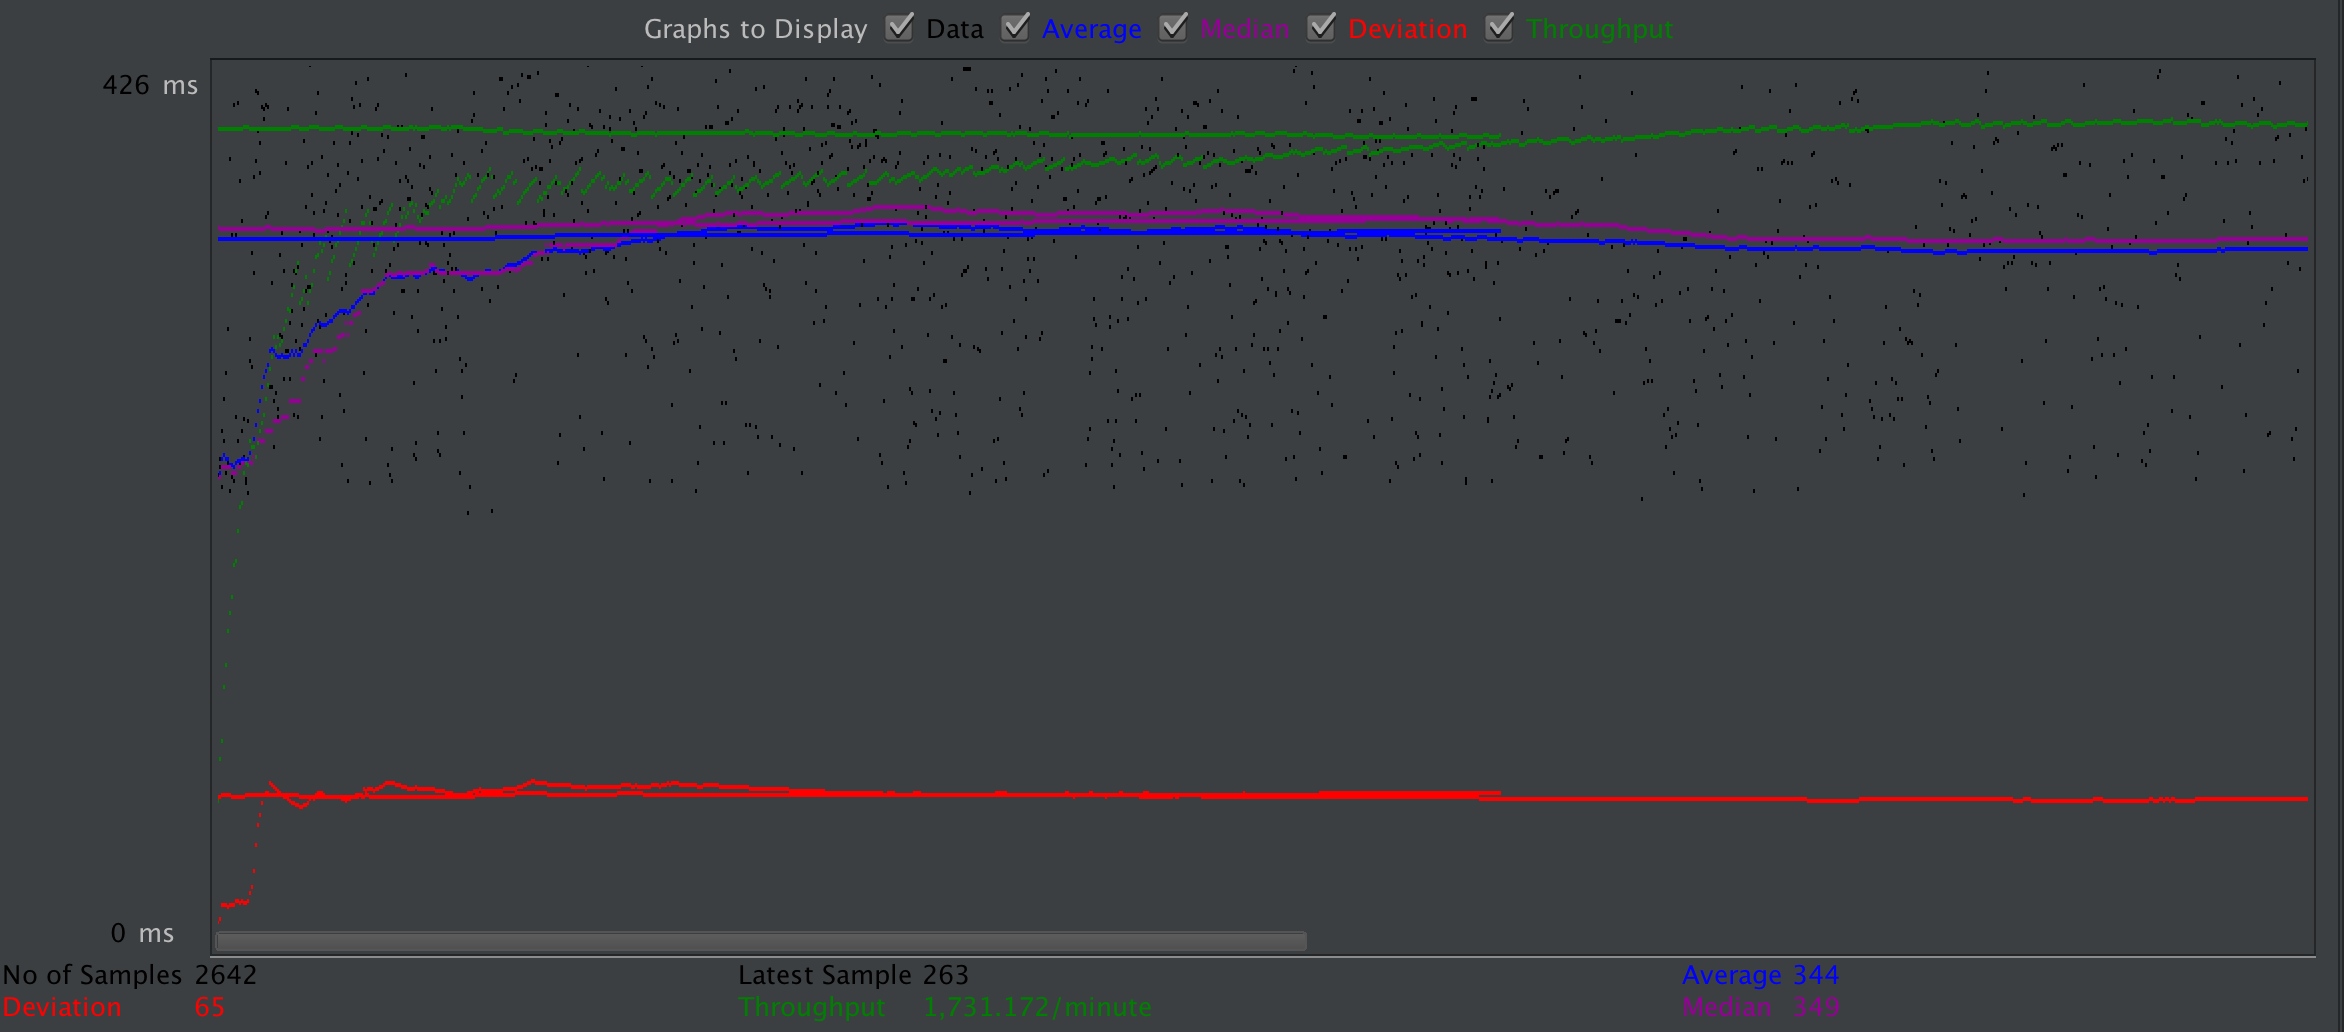 Graphs to Display Data Average Median Deviation Throughput
426 ms
0 ms
No of Samples 2642 Latest Sample 263 Average 344
Deviation 65 Throughput 1,731.172/minute Median 349